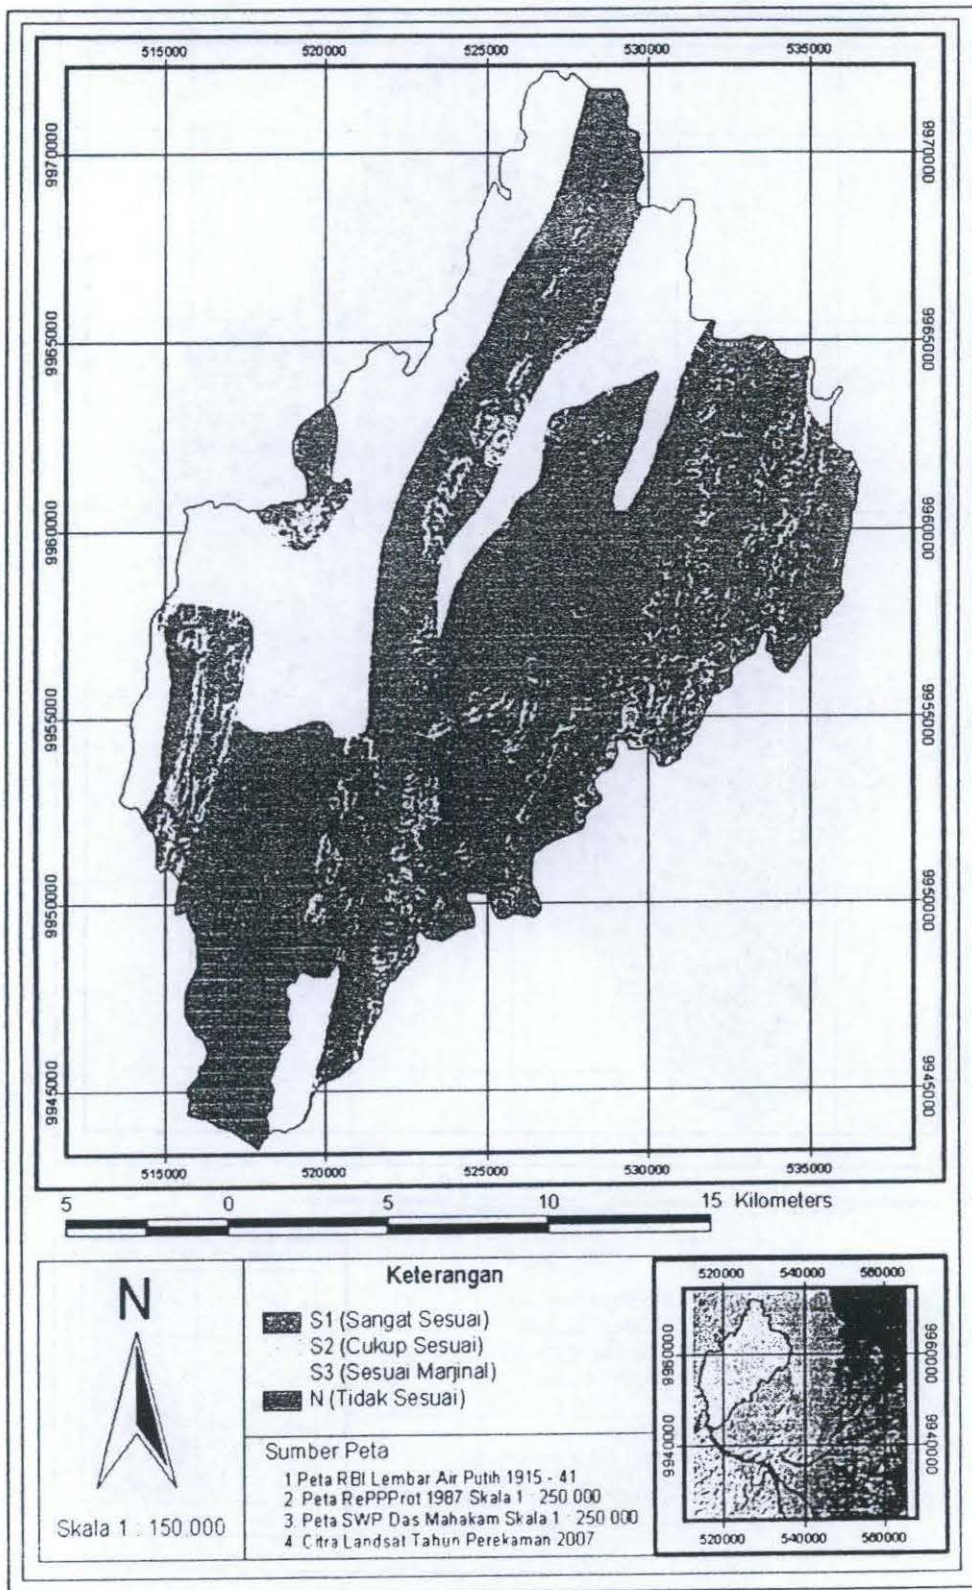 515000 520000 525000 530000 535000
9970000 9970000
9965000 9965000
9960000 9960000
9955000 9955000
9950000 9950000
9945000 9945000
515000 520000 525000 530000 535000
5 0 5 10 15 Kilometers
N
Skala 1 : 150.000
Keterangan
S1 (Sangat Sesuai)
S2 (Cukup Sesuai)
S3 (Sesuai Marjinal)
N (Tidak Sesuai)
Sumber Peta
1 Peta RBI Lembar Air Putih 1915 - 41
2 Peta RePPProt 1987 Skala 1 : 250 000
3 Peta SWP Das Mahakam Skala 1 : 250 000
4 Citra Landsat Tahun Perekaman 2007
520000 540000 560000
9960000 9960000
9940000 9940000
520000 540000 560000